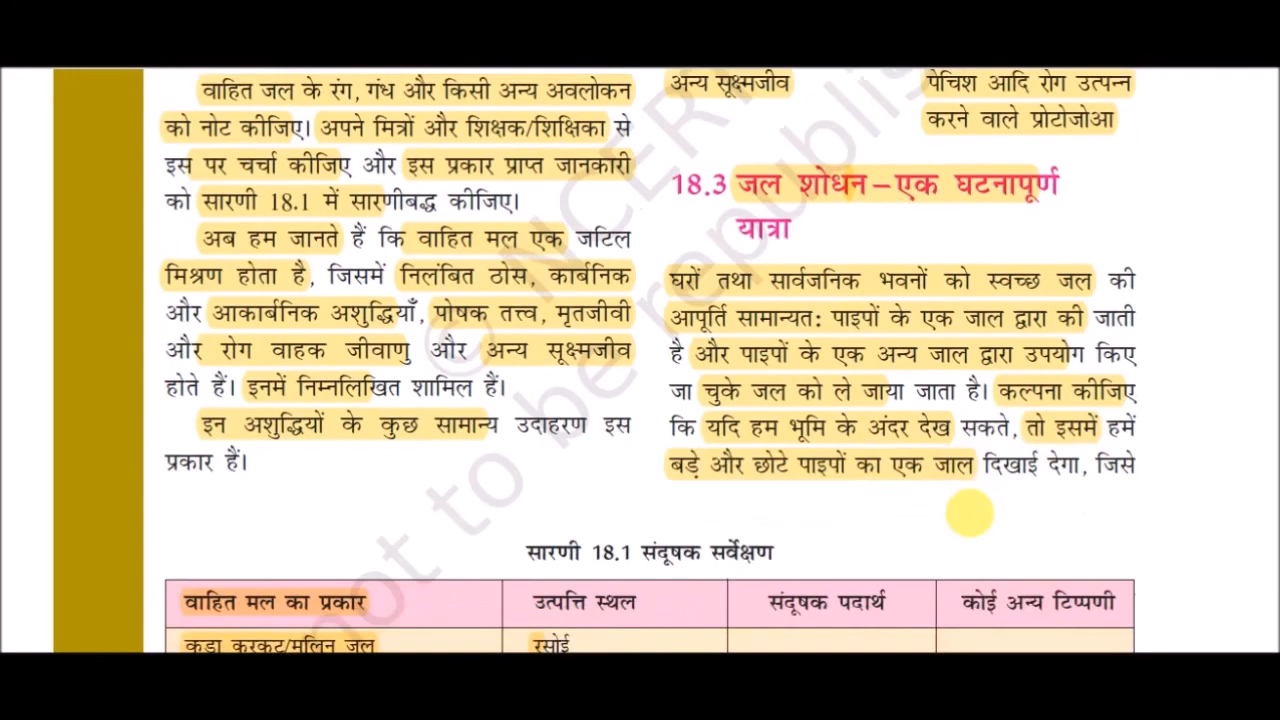 वाहित जल के रंग, गंध और किसी अन्य अवलोकन
को नोट कीजिए। अपने मित्रों और शिक्षक/शिक्षिका से
इस पर चर्चा कीजिए और इस प्रकार प्राप्त जानकारी
को सारणी 18.1 में सारणीबद्ध कीजिए।
अब हम जानते हैं कि वाहित मल एक जटिल
मिश्रण होता है, जिसमें निलंबित ठोस, कार्बनिक
और आकार्बनिक अशुद्धियाँ, पोषक तत्त्व, मृतजीवी
और रोग वाहक जीवाणु और अन्य सूक्ष्मजीव
होते हैं। इनमें निम्नलिखित शामिल हैं।
इन अशुद्धियों के कुछ सामान्य उदाहरण इस
प्रकार हैं।
अन्य सूक्ष्मजीव
पेचिश आदि रोग उत्पन्न
करने वाले प्रोटोजोआ
18.3 जल शोधन – एक घटनापूर्ण
यात्रा
घरों तथा सार्वजनिक भवनों को स्वच्छ जल की
आपूर्ति सामान्यत: पाइपों के एक जाल द्वारा की जाती
है और पाइपों के एक अन्य जाल द्वारा उपयोग किए
जा चुके जल को ले जाया जाता है। कल्पना कीजिए
कि यदि हम भूमि के अंदर देख सकते, तो इसमें हमें
बड़े और छोटे पाइपों का एक जाल दिखाई देगा, जिसे
सारणी 18.1 संदूषक सर्वेक्षण
वाहित मल का प्रकार
उत्पत्ति स्थल
संदूषक पदार्थ
कोई अन्य टिप्पणी
कूड़ा करकट/मलिन जल
रसोई
© NCERT
not to be republis